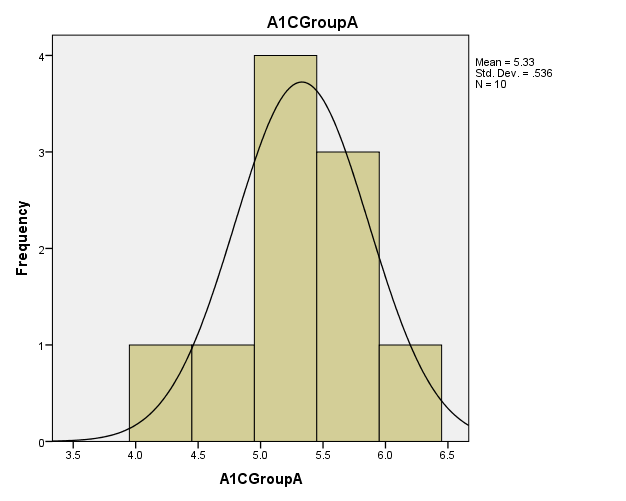 A1CGroupA
Mean = 5.33
Std. Dev. = .536
N = 10
4
3
2
1
0
Frequency
3.5 4.0 4.5 5.0 5.5 6.0 6.5
A1CGroupA